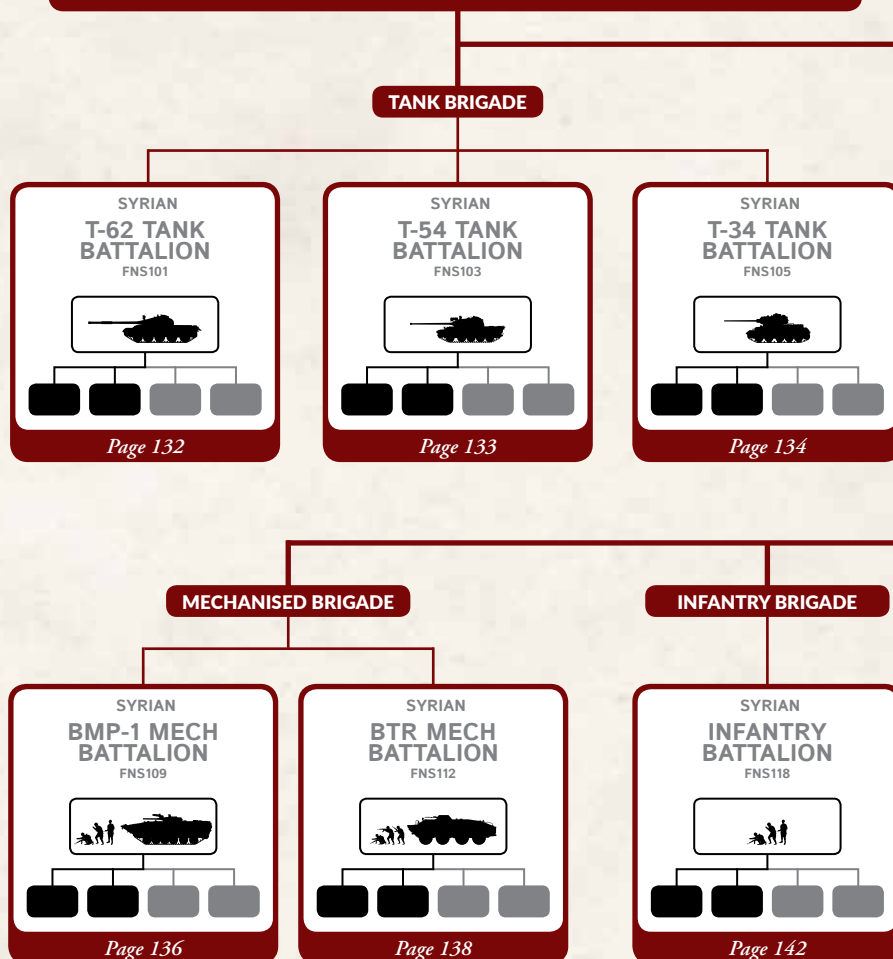 TANK BRIGADE
SYRIAN
T-62 TANK
BATTALION
FNS101
Page 132
SYRIAN
T-54 TANK
BATTALION
FNS103
Page 133
SYRIAN
T-34 TANK
BATTALION
FNS105
Page 134
MECHANISED BRIGADE
SYRIAN
BMP-1 MECH
BATTALION
FNS109
Page 136
SYRIAN
BTR MECH
BATTALION
FNS112
Page 138
INFANTRY BRIGADE
SYRIAN
INFANTRY
BATTALION
FNS118
Page 142